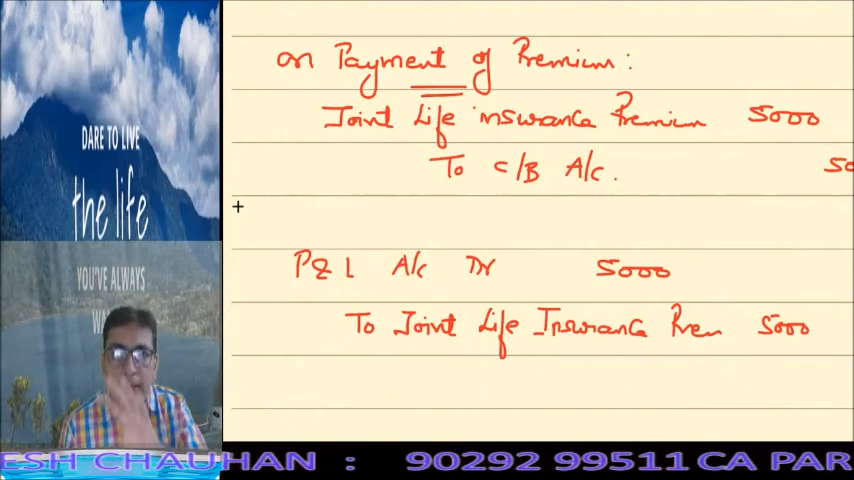 on Payment of Premium :
Joint Life insurance Premium 5000
To C/B A/c.
P & L A/c Dr 5000
To Joint Life Insurance Prem 5000
DARE TO LIVE
the life
YOU'VE ALWAYS
ESH CHAUHAN : 90292 99511 CA PAR